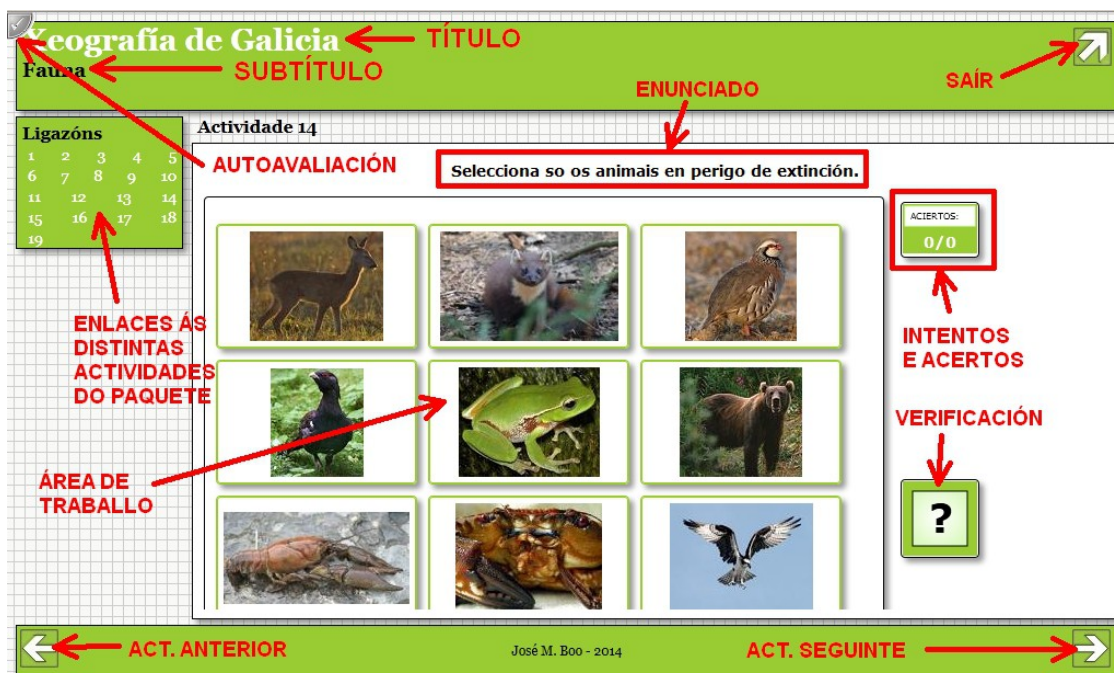 Xeografía de Galicia
TÍTULO
Fauna
SUBTÍTULO
SAÍR
ENUNCIADO
Ligazóns
1 2 3 4 5
6 7 8 9 10
11 12 13 14
15 16 17 18
19
Actividade 14
AUTOAVALIACIÓN
Selecciona so os animais en perigo de extinción.
ACIERTOS:
0/0
ENLACES ÁS
DISTINTAS
ACTIVIDADES
DO PAQUETE
INTENTOS
E ACERTOS
VERIFICACIÓN
ÁREA DE
TRABALLO
?
ACT. ANTERIOR
José M. Boo - 2014
ACT. SEGUINTE